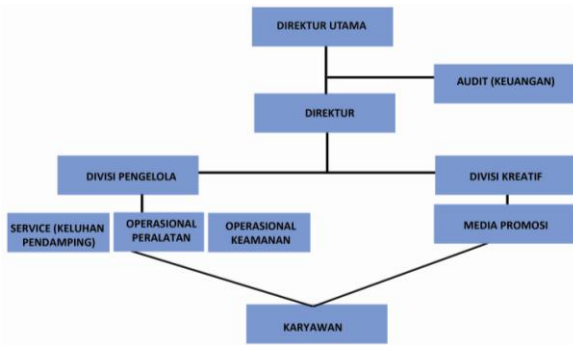 DIREKTUR UTAMA
AUDIT (KEUANGAN)
DIREKTUR
DIVISI PENGELOLA
DIVISI KREATIF
SERVICE (KELUHAN
PENDAMPING)
OPERASIONAL
PERALATAN
OPERASIONAL
KEAMANAN
MEDIA PROMOSI
KARYAWAN